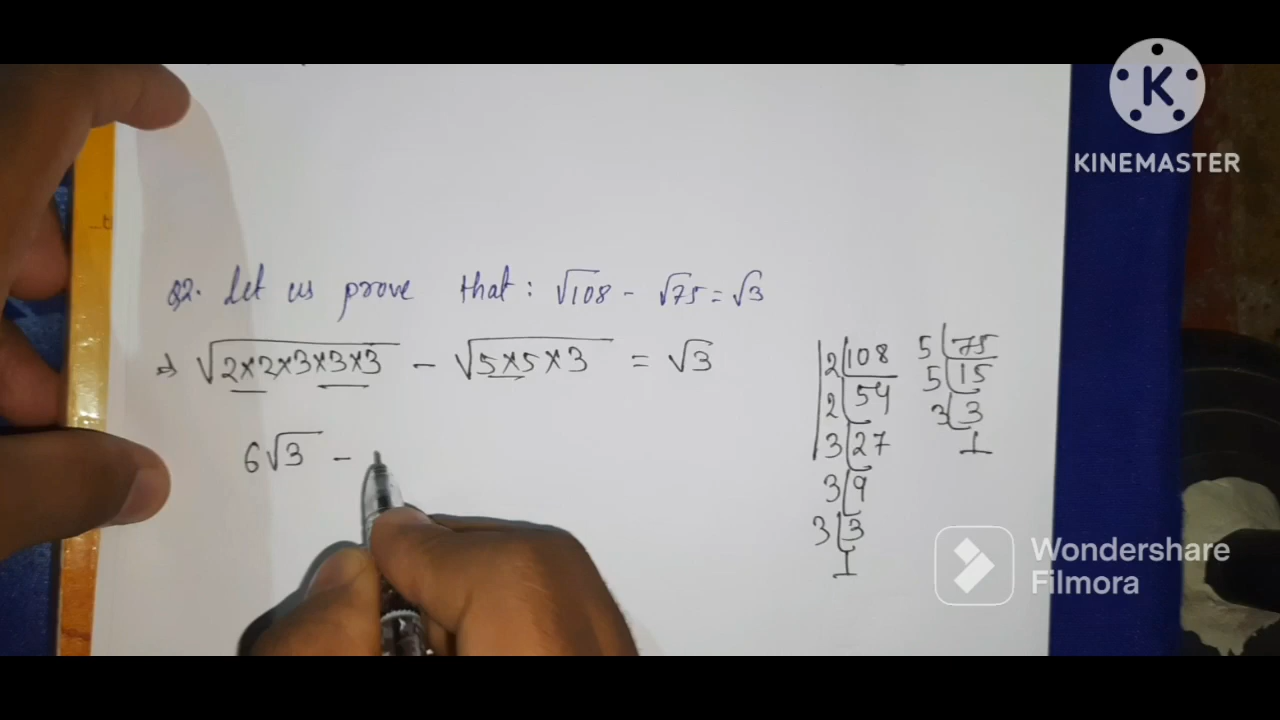 K
KINEMASTER
Q2. Let us prove that : √108 - √75 = √3
⇒ √2×2×3×3×3 - √5×5×3 = √3
6√3 -
2 108
2 54
3 27
3 9
3 3
1
5 75
5 15
3 3
1
Wondershare
Filmora